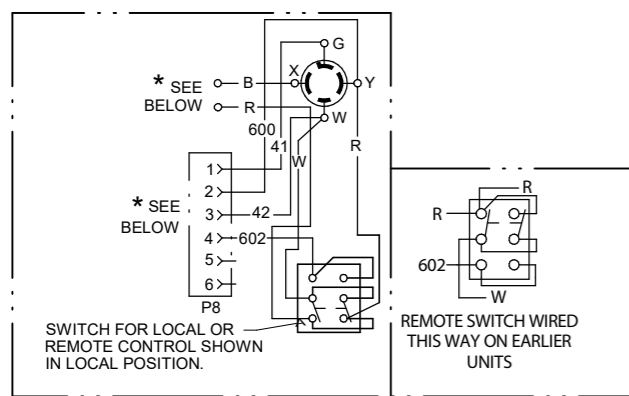 G
X
Y
* SEE
BELOW
B
R
W
600
41
W
R
1
2
3
4
5
6
* SEE
BELOW
42
602
P8
SWITCH FOR LOCAL OR
REMOTE CONTROL SHOWN
IN LOCAL POSITION.
R
R
602
W
REMOTE SWITCH WIRED
THIS WAY ON EARLIER
UNITS